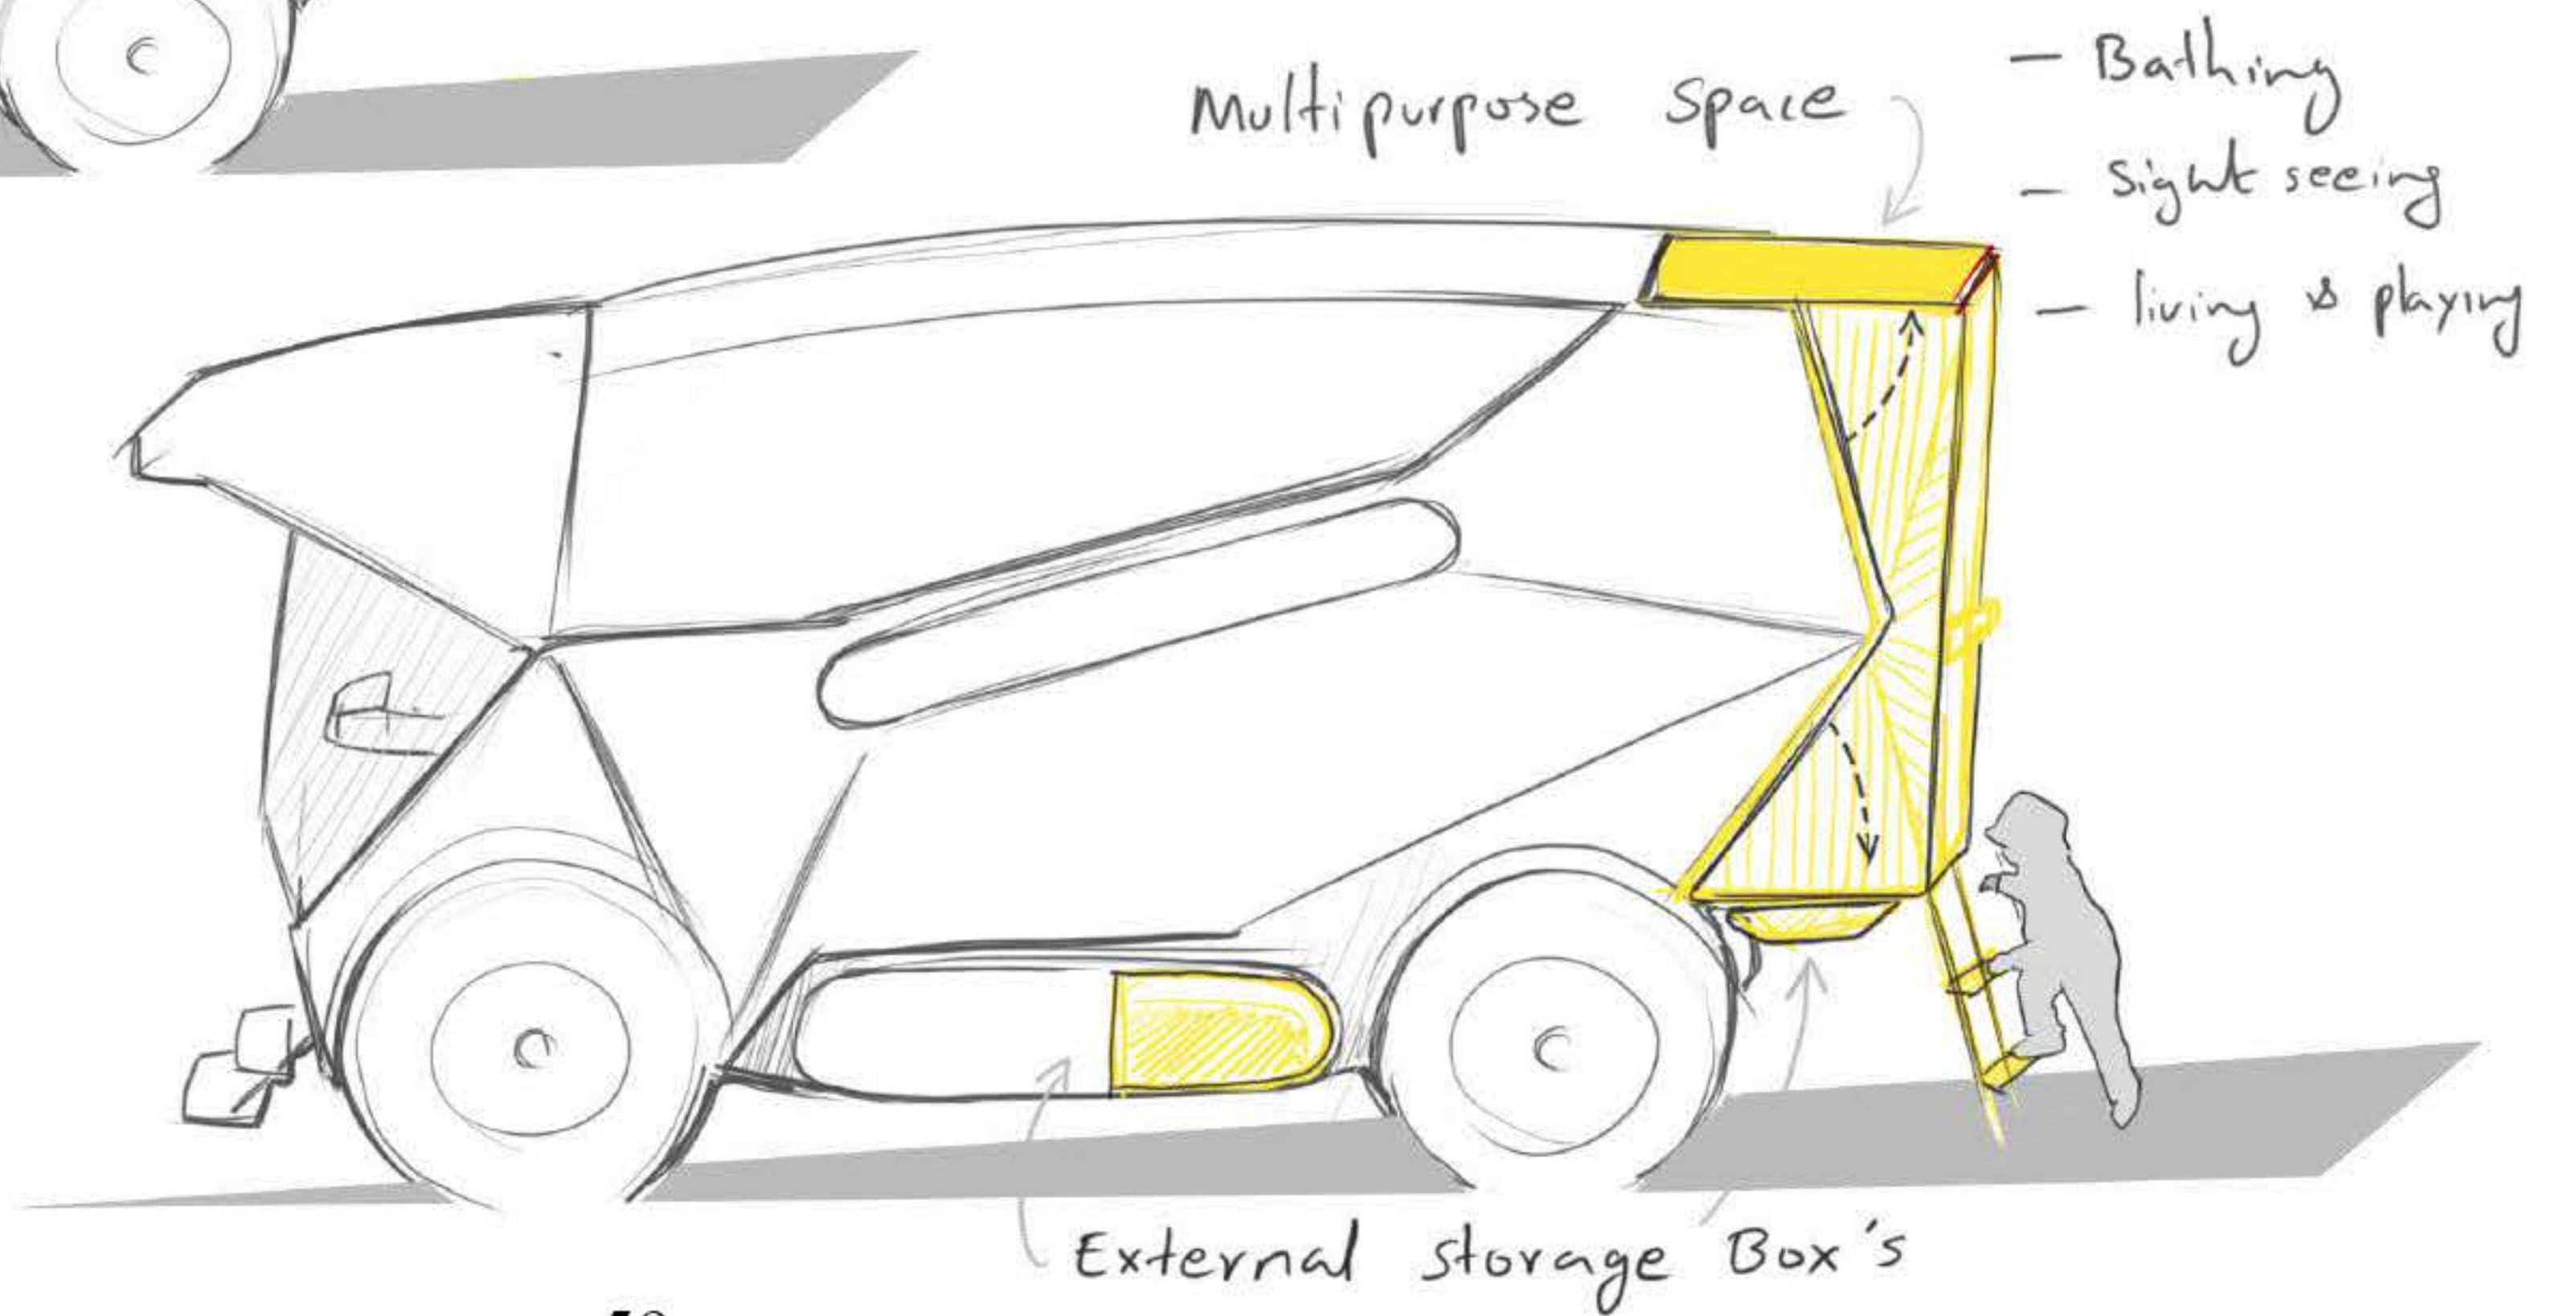 Multipurpose Space
- Bathing
- Sight seeing
- living & playing
External storage Box's